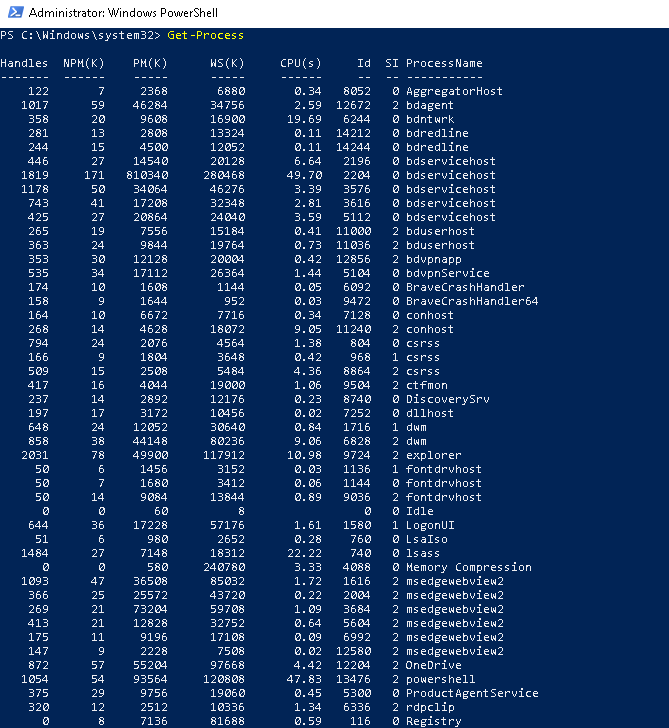 Administrator: Windows PowerShell
PS C:\Windows\system32> Get-Process
Handles  NPM(K)    PM(K)      WS(K)     CPU(s)     Id  SI ProcessName
-------  ------    -----      -----     ------     --  -- -----------
    122       7     2368       6880       0.34   8052   0 AggregatorHost
   1017      59    46284      34756       2.59  12672   2 bdagent
    358      20     9608      16900      19.69   6244   0 bdntwrk
    281      13     2808      13324       0.11  14212   0 bdredline
    244      15     4500      12052       0.11  14244   0 bdredline
    446      27    14540      20128       6.64   2196   0 bdservicehost
   1819     171   810340     280468      49.70   2204   0 bdservicehost
   1178      50    34064      46276       3.39   3576   0 bdservicehost
    743      41    17208      32348       2.81   3616   0 bdservicehost
    425      27    20864      24040       3.59   5112   0 bdservicehost
    265      19     7556      15184       0.41  11000   2 bduserhost
    363      24     9844      19764       0.73  11036   2 bduserhost
    353      30    12128      20004       0.42  12856   2 bdvpnapp
    535      34    17112      26364       1.44   5104   0 bdvpnService
    174      10     1608       1144       0.05   6092   0 BraveCrashHandler
    158       9     1644        952       0.03   9472   0 BraveCrashHandler64
    164      10     6672       7716       0.34   7128   0 conhost
    268      14     4628      18072       9.05  11240   2 conhost
    794      24     2076       4564       1.38    804   0 csrss
    166       9     1804       3648       0.42    968   1 csrss
    509      15     2508       5484       4.36   8864   2 csrss
    417      16     4044      19000       1.06   9504   2 ctfmon
    237      14     2892      12176       0.23   8740   0 DiscoverySrv
    197      17     3172      10456       0.02   7252   0 dllhost
    648      24    12052      30640       0.84   1716   1 dwm
    858      38    44148      80236       9.06   6828   2 dwm
   2031      78    49900     117912      10.98   9724   2 explorer
     50       6     1456       3152       0.03   1136   1 fontdrvhost
     50       7     1680       3412       0.06   1144   0 fontdrvhost
     50      14     9084      13844       0.89   9036   2 fontdrvhost
      0       0       60          8                 0   0 Idle
    644      36    17228      57176       1.61   1580   1 LogonUI
     51       6      980       2652       0.28    760   0 LsaIso
   1484      27     7148      18312      22.22    740   0 lsass
      0       0      580     240780       3.33   4088   0 Memory Compression
   1093      47    36508      85032       1.72   1616   2 msedgewebview2
    366      25    25572      43720       0.22   2004   2 msedgewebview2
    269      21    73204      59708       1.09   3684   2 msedgewebview2
    413      21    12828      32752       0.64   5604   2 msedgewebview2
    175      11     9196      17108       0.09   6992   2 msedgewebview2
    147       9     2228       7508       0.02  12580   2 msedgewebview2
    872      57    55204      97668       4.42  12204   2 OneDrive
   1054      54    93564     120808      47.83  13476   2 powershell
    375      29     9756      19060       0.45   5300   0 ProductAgentService
    320      12     2512      10336       1.34   6336   2 rdpclip
      0       8     7136      81688       0.59    116   0 Registry